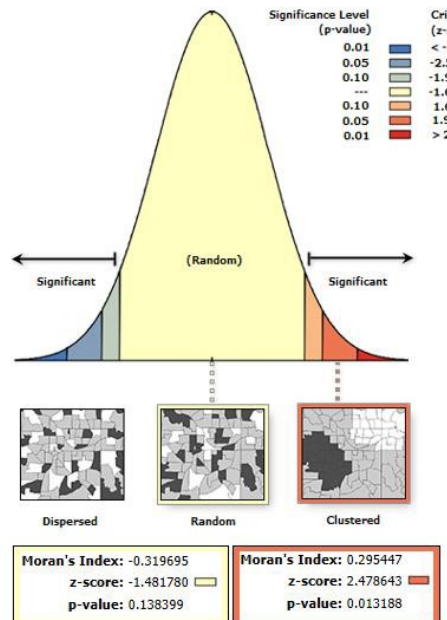 Significance Level
(p-value)
0.01
0.05
0.10
---
0.10
0.05
0.01
(Random)
Significant
Significant
Dispersed
Random
Clustered
Moran's Index: -0.319695
z-score: -1.481780
p-value: 0.138399
Moran's Index: 0.295447
z-score: 2.478643
p-value: 0.013188